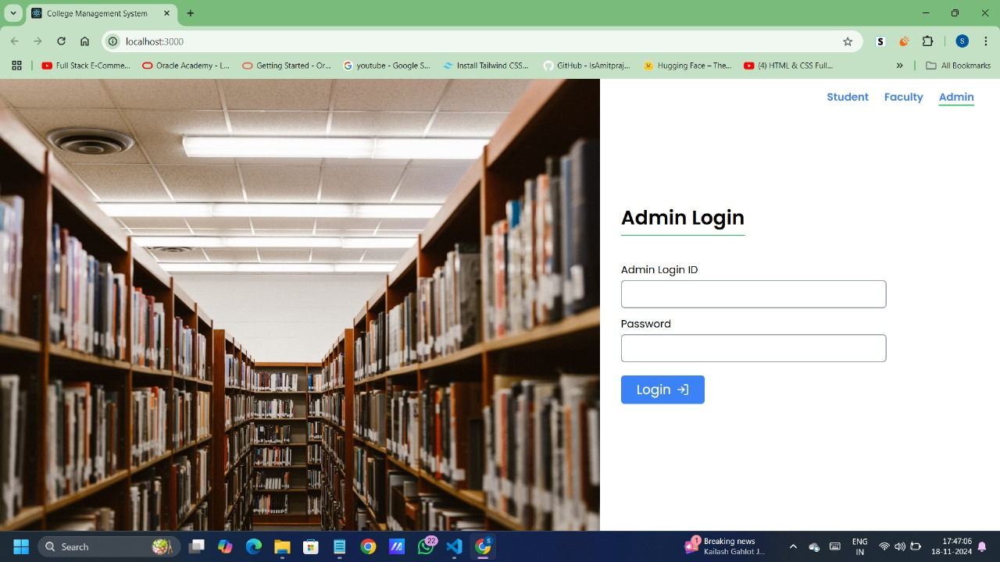 College Management System
localhost:3000
S
S
Full Stack E-Comme...
Oracle Academy - L...
Getting Started - Or...
youtube - Google S...
Install Tailwind CSS...
GitHub - isAmitpraj...
Hugging Face – The...
(4) HTML & CSS Full...
All Bookmarks
Student
Faculty
Admin
Admin Login
Admin Login ID
Password
Login
Search
22
S
1
Breaking news
Kailash Gahlot J...
ENG
IN
17:47:06
18-11-2024